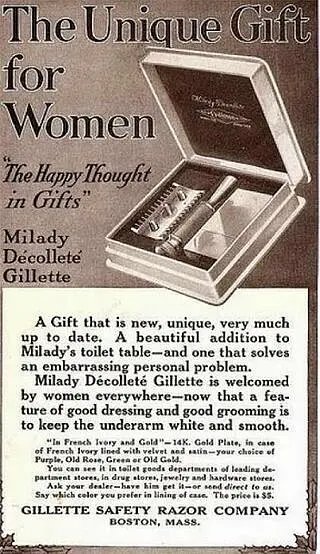 The Unique Gift
for
Women
"The Happy Thought
in Gifts"
Milady
Décolleté
Gillette
Milady Décolleté
Gillette
A Gift that is new, unique, very much
up to date. A beautiful addition to
Milady's toilet table—and one that solves
an embarrassing personal problem.
Milady Décolleté Gillette is welcomed
by women everywhere—now that a fea-
ture of good dressing and good grooming is
to keep the underarm white and smooth.
"In French Ivory and Gold"—14K. Gold Plate, in case
of French Ivory lined with velvet and satin—your choice of
Purple, Old Rose, Green or Old Gold.
You can see it in toilet goods departments of leading de-
partment stores, in drug stores, jewelry and hardware stores.
Ask your dealer—have him get it—or send direct to us.
Say which color you prefer in lining of case. The price is $5.
GILLETTE SAFETY RAZOR COMPANY
BOSTON, MASS.